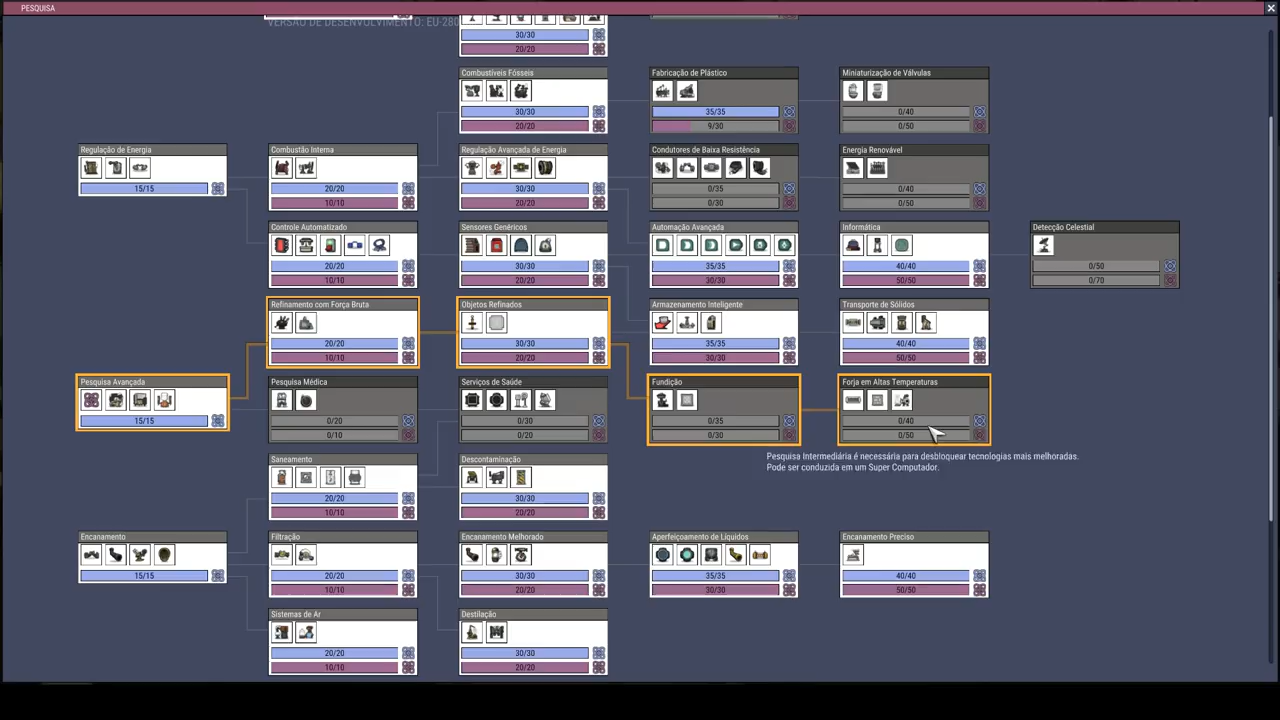 PESQUISA
VERSÃO DE DESENVOLVIMENTO: EU-280
30/30
20/20
Combustíveis Fósseis
30/30
20/20
Fabricação de Plástico
35/35
9/30
Miniaturização de Válvulas
0/40
0/50
Regulação de Energia
15/15
Combustão Interna
20/20
10/10
Regulação Avançada de Energia
30/30
20/20
Condutores de Baixa Resistência
0/35
0/30
Energia Renovável
0/40
0/50
Controle Automatizado
20/20
10/10
Sensores Genéricos
30/30
20/20
Automação Avançada
35/35
30/30
Informática
40/40
50/50
Detecção Celestial
0/50
0/70
Refinamento com Força Bruta
20/20
10/10
Objetos Refinados
30/30
20/20
Armazenamento Inteligente
35/35
30/30
Transporte de Sólidos
40/40
50/50
Pesquisa Avançada
15/15
Pesquisa Médica
0/20
0/10
Serviços de Saúde
0/30
0/20
Fundição
0/35
0/30
Forja em Altas Temperaturas
0/40
0/50
Pesquisa Intermediária é necessária para desbloquear tecnologias mais melhoradas.
Pode ser conduzida em um Super Computador.
Saneamento
20/20
10/10
Descontaminação
30/30
20/20
Encanamento
15/15
Filtração
20/20
10/10
Encanamento Melhorado
30/30
20/20
Aperfeiçoamento de Líquidos
35/35
30/30
Encanamento Preciso
40/40
50/50
Sistemas de Ar
20/20
10/10
Destilação
30/30
20/20